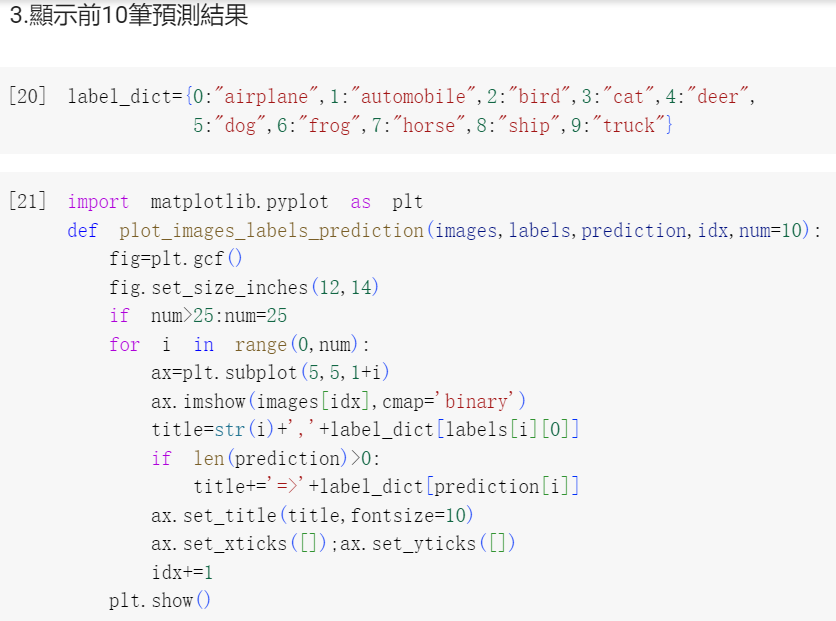 3.顯示前10筆預測結果
[20] label_dict={0:"airplane",1:"automobile",2:"bird",3:"cat",4:"deer",
5:"dog",6:"frog",7:"horse",8:"ship",9:"truck"}
[21] import matplotlib.pyplot as plt
def plot_images_labels_prediction(images,labels,prediction,idx,num=10):
fig=plt.gcf()
fig.set_size_inches(12,14)
if num>25:num=25
for i in range(0,num):
ax=plt.subplot(5,5,1+i)
ax.imshow(images[idx],cmap='binary')
title=str(i)+','+label_dict[labels[i][0]]
if len(prediction)>0:
title+='=>'+label_dict[prediction[i]]
ax.set_title(title,fontsize=10)
ax.set_xticks([]);ax.set_yticks([])
idx+=1
plt.show()